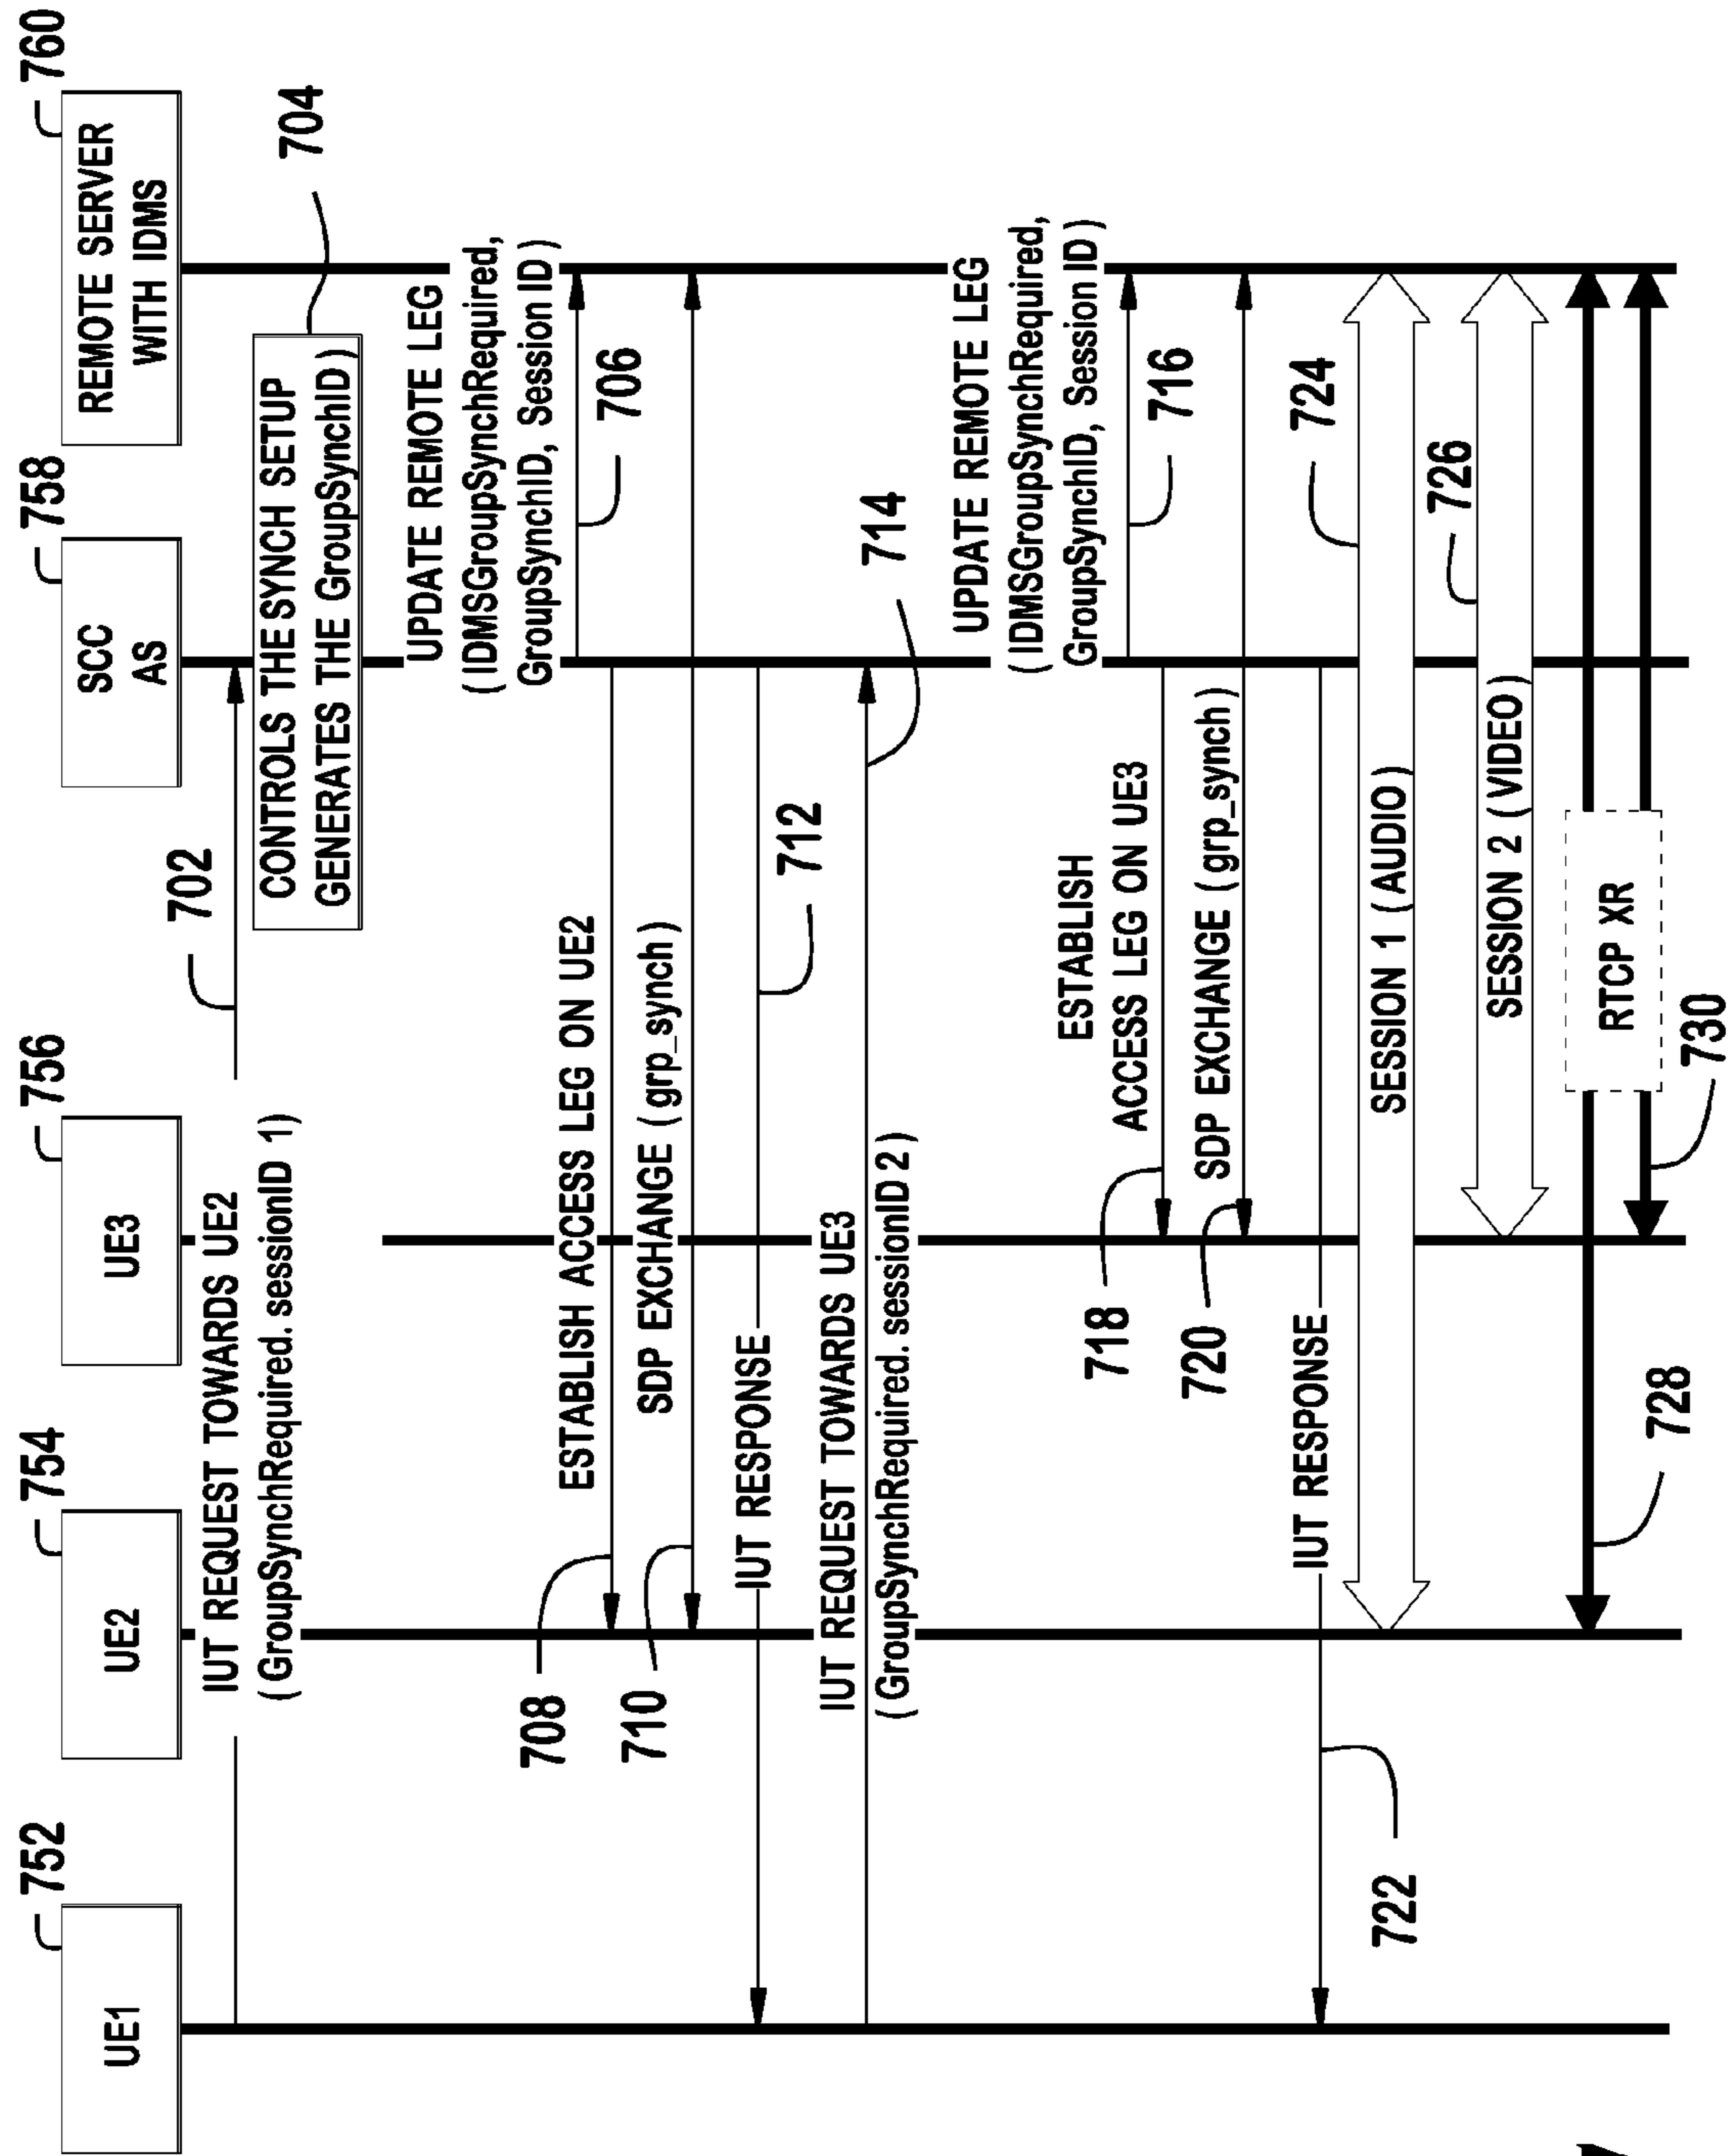 752
UE1
754
UE2
756
UE3
758
SCC
AS
760
REMOTE SERVER
WITH IDMS
IUT REQUEST TOWARDS UE2
(GroupSynchRequired. sessionID 1)
702
CONTROLS THE SYNCH SETUP
GENERATES THE GroupSynchID)
704
UPDATE REMOTE LEG
(IDMSGroupSynchRequired,
GroupSynchID, Session ID)
706
ESTABLISH ACCESS LEG ON UE2
708
SDP EXCHANGE (grp_synch)
710
IUT RESPONSE
712
IUT REQUEST TOWARDS UE3
(GroupSynchRequired. sessionID 2)
714
UPDATE REMOTE LEG
(IDMSGroupSynchRequired,
GroupSynchID, Session ID)
716
ESTABLISH
ACCESS LEG ON UE3
718
SDP EXCHANGE (grp_synch)
720
IUT RESPONSE
722
SESSION 1 (AUDIO)
724
SESSION 2 (VIDEO)
726
RTCP XR
728
730